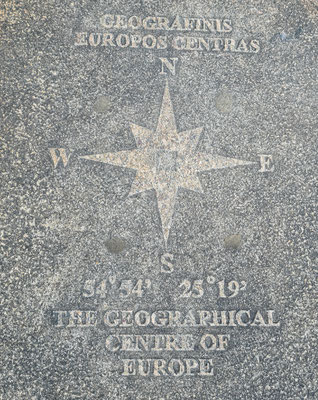 GEOGRAFINIS
EUROPOS CENTRAS
N
W E
S
54°54' 25°19'
THE GEOGRAPHICAL
CENTRE OF
EUROPE